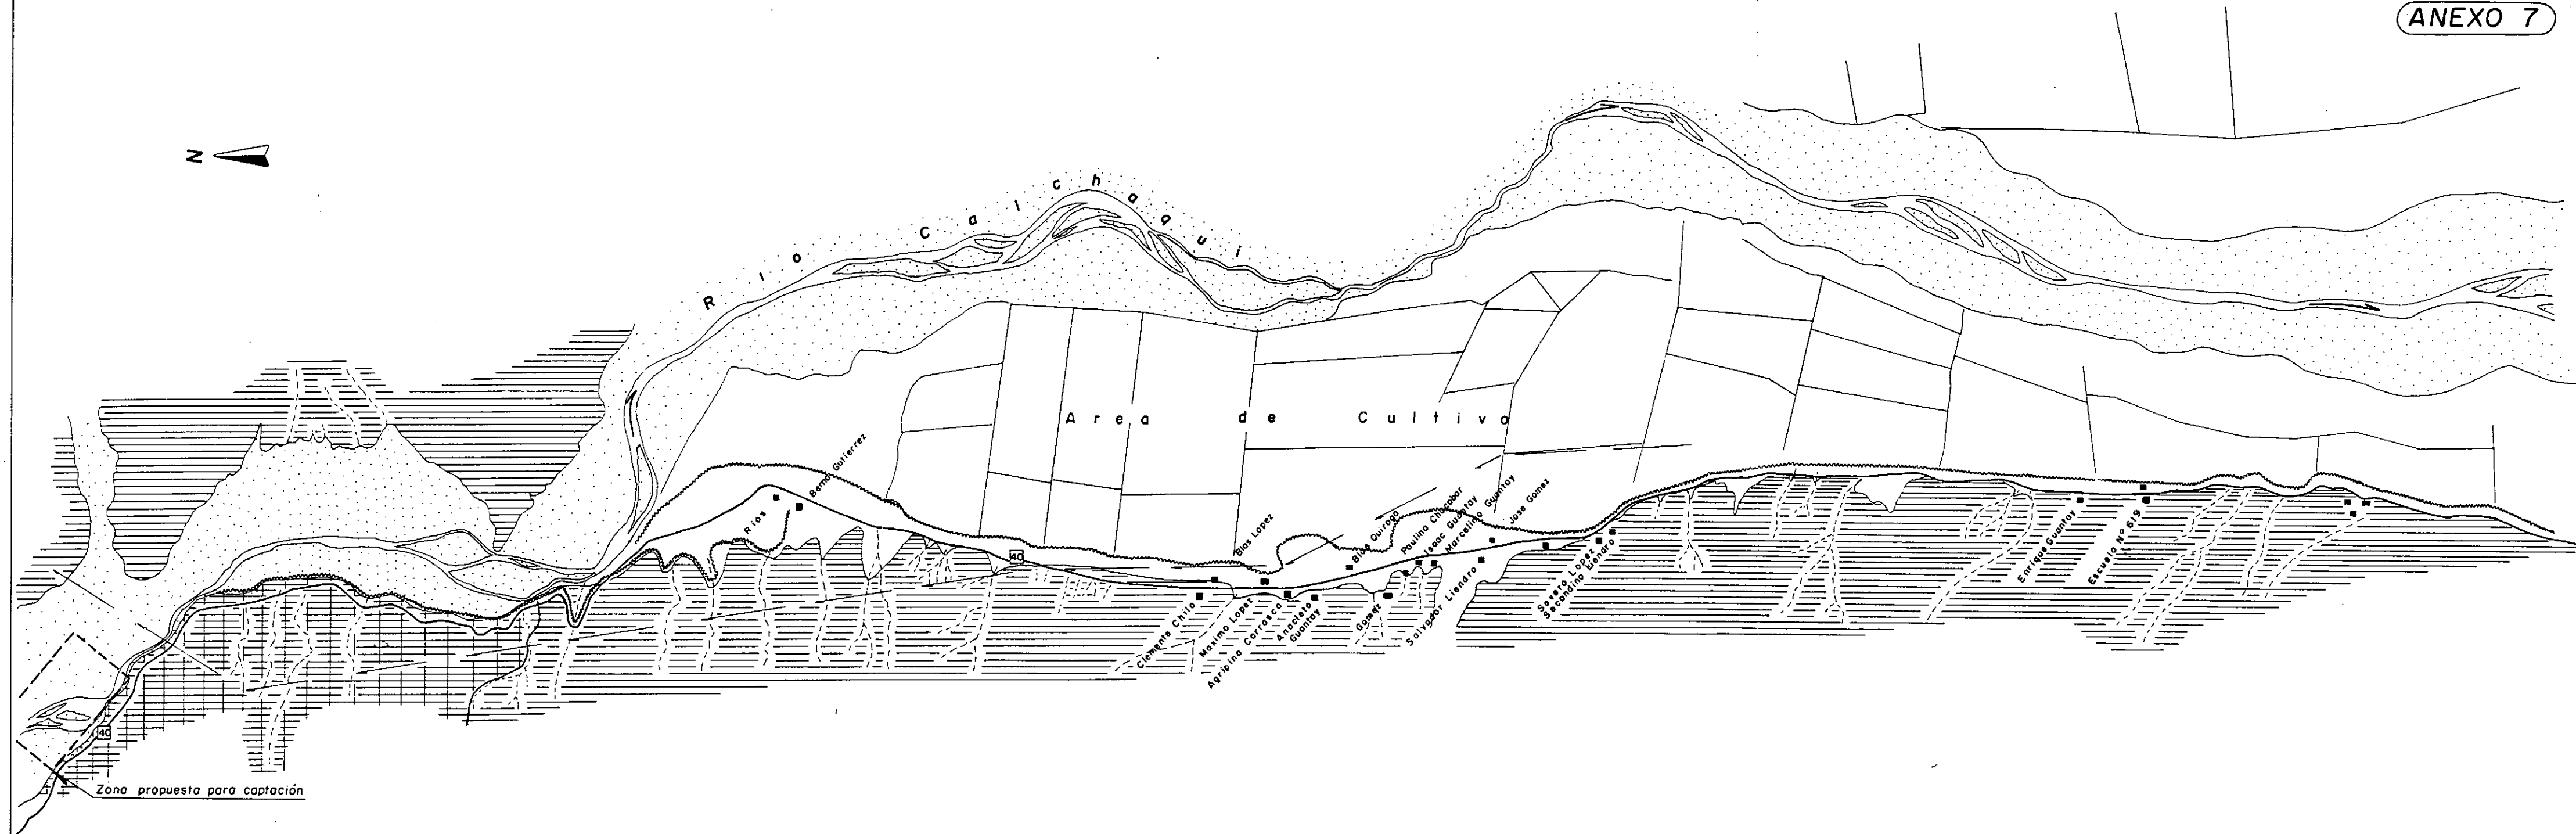 ANEXO 7
N
Rio Calchaqui
Area de Cultivo
Berna Gutierrez
Rios
40
Blas Lopez
Blas Quiroga
Paulina Chocobar
Isaac Guantay
Marcelino Guantay
Jose Gomez
Clemente Chilo
Maximo Lopez
Agripina Carrasco
Anacleto
Guantay
Gomez
Salvador Liendro
Severo Lopez
Secondino Liendro
Enrique Guantay
Escuela Nº 619
40
Zona propuesta para captación